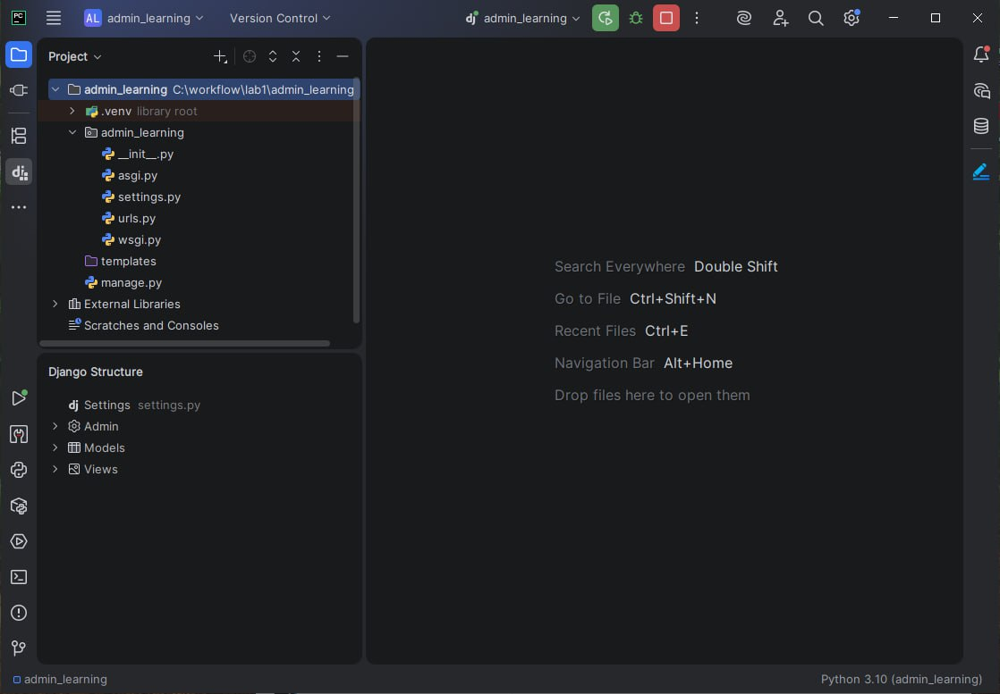 PC AL admin_learning Version Control dj admin_learning
Project
admin_learning C:\workflow\lab1\admin_learning
.venv library root
admin_learning
__init__.py
asgi.py
settings.py
urls.py
wsgi.py
templates
manage.py
External Libraries
Scratches and Consoles
Search Everywhere Double Shift
Go to File Ctrl+Shift+N
Recent Files Ctrl+E
Navigation Bar Alt+Home
Drop files here to open them
Django Structure
dj Settings settings.py
Admin
Models
Views
dj
admin_learning
Python 3.10 (admin_learning)